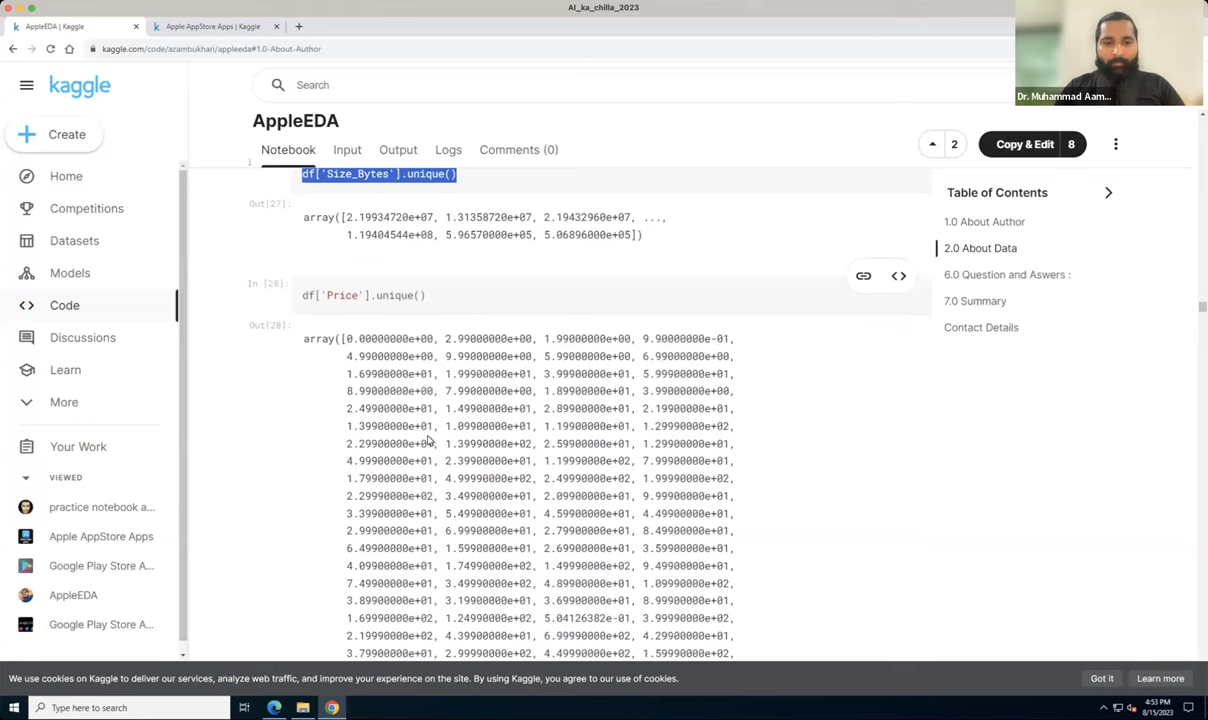 AI_ka_chilla_2023
AppleEDA | Kaggle
Apple AppStore Apps | Kaggle
kaggle.com/code/azambukhari/appleeda#1.0-About-Author
Dr. Muhammad Aam...
kaggle
Search
Create
AppleEDA
Notebook
Input
Output
Logs
Comments (0)
2
Copy & Edit
8
Home
Competitions
Datasets
Models
Code
Discussions
Learn
More
Your Work
VIEWED
practice notebook a...
Apple AppStore Apps
Google Play Store A...
AppleEDA
Google Play Store A...
1
df['Size_Bytes'].unique()
Out[27]:
array([2.19934720e+07, 1.31358720e+07, 2.19432960e+07, ...,
1.19404544e+08, 5.96570000e+05, 5.06896000e+05])
In [28]:
df['Price'].unique()
Out[28]:
array([0.00000000e+00, 2.99000000e+00, 1.99000000e+00, 9.90000000e-01,
4.99000000e+00, 9.99000000e+00, 5.99000000e+00, 6.99000000e+00,
1.69900000e+01, 1.99900000e+01, 3.99900000e+01, 5.99900000e+01,
8.99000000e+00, 7.99000000e+00, 1.89900000e+01, 3.99000000e+00,
2.49900000e+01, 1.49900000e+01, 2.89900000e+01, 2.19900000e+01,
1.39900000e+01, 1.09900000e+01, 1.19900000e+01, 1.29990000e+02,
2.29900000e+01, 1.39990000e+02, 2.59900000e+01, 1.29900000e+01,
4.99900000e+01, 2.39900000e+01, 1.19990000e+02, 7.99900000e+01,
1.79900000e+01, 4.99990000e+02, 2.49990000e+02, 1.99990000e+02,
2.29990000e+02, 3.49900000e+01, 2.09900000e+01, 9.99900000e+01,
3.39900000e+01, 5.49900000e+01, 4.59900000e+01, 4.49900000e+01,
2.99900000e+01, 6.99900000e+01, 2.79900000e+01, 8.49900000e+01,
6.49900000e+01, 1.59900000e+01, 2.69900000e+01, 3.59900000e+01,
4.09900000e+01, 1.74990000e+02, 1.49990000e+02, 9.49900000e+01,
7.49900000e+01, 3.49990000e+02, 4.89900000e+01, 1.09990000e+02,
3.89900000e+01, 3.19900000e+01, 3.69900000e+01, 8.99900000e+01,
1.69990000e+02, 1.24990000e+02, 5.04126382e-01, 3.99990000e+02,
2.19990000e+02, 4.39900000e+01, 6.99990000e+02, 4.29900000e+01,
3.79900000e+01, 2.99990000e+02, 4.49990000e+02, 1.59990000e+02,
Table of Contents
1.0 About Author
2.0 About Data
6.0 Question and Aswers :
7.0 Summary
Contact Details
We use cookies on Kaggle to deliver our services, analyze web traffic, and improve your experience on the site. By using Kaggle, you agree to our use of cookies.
Got it
Learn more
Type here to search
4:53 PM
8/15/2023